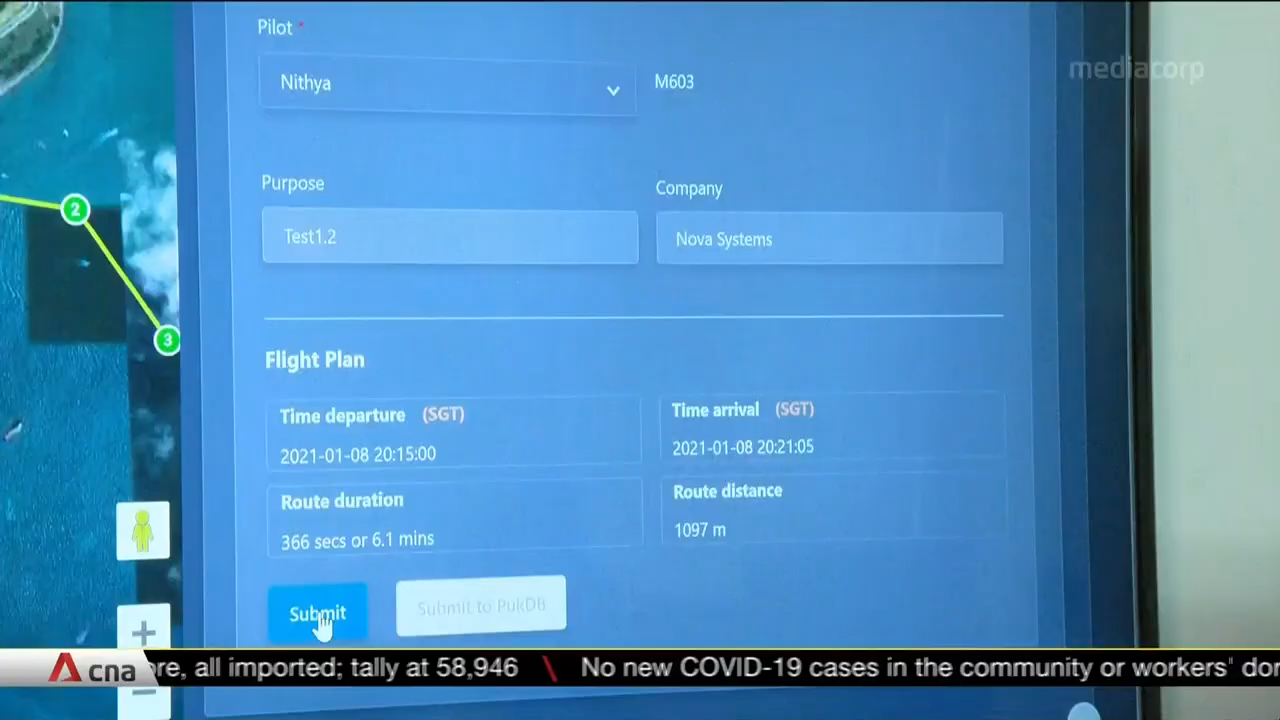 Pilot *
mediacorp
Nithya
M603
Purpose
Company
Test1.2
Nova Systems
2
3
Flight Plan
Time departure (SGT)
Time arrival (SGT)
2021-01-08 20:15:00
2021-01-08 20:21:05
Route duration
Route distance
366 secs or 6.1 mins
1097 m
Submit
Submit to PukDB
+
cna
re, all imported; tally at 58,946 \ No new COVID-19 cases in the community or workers' dor